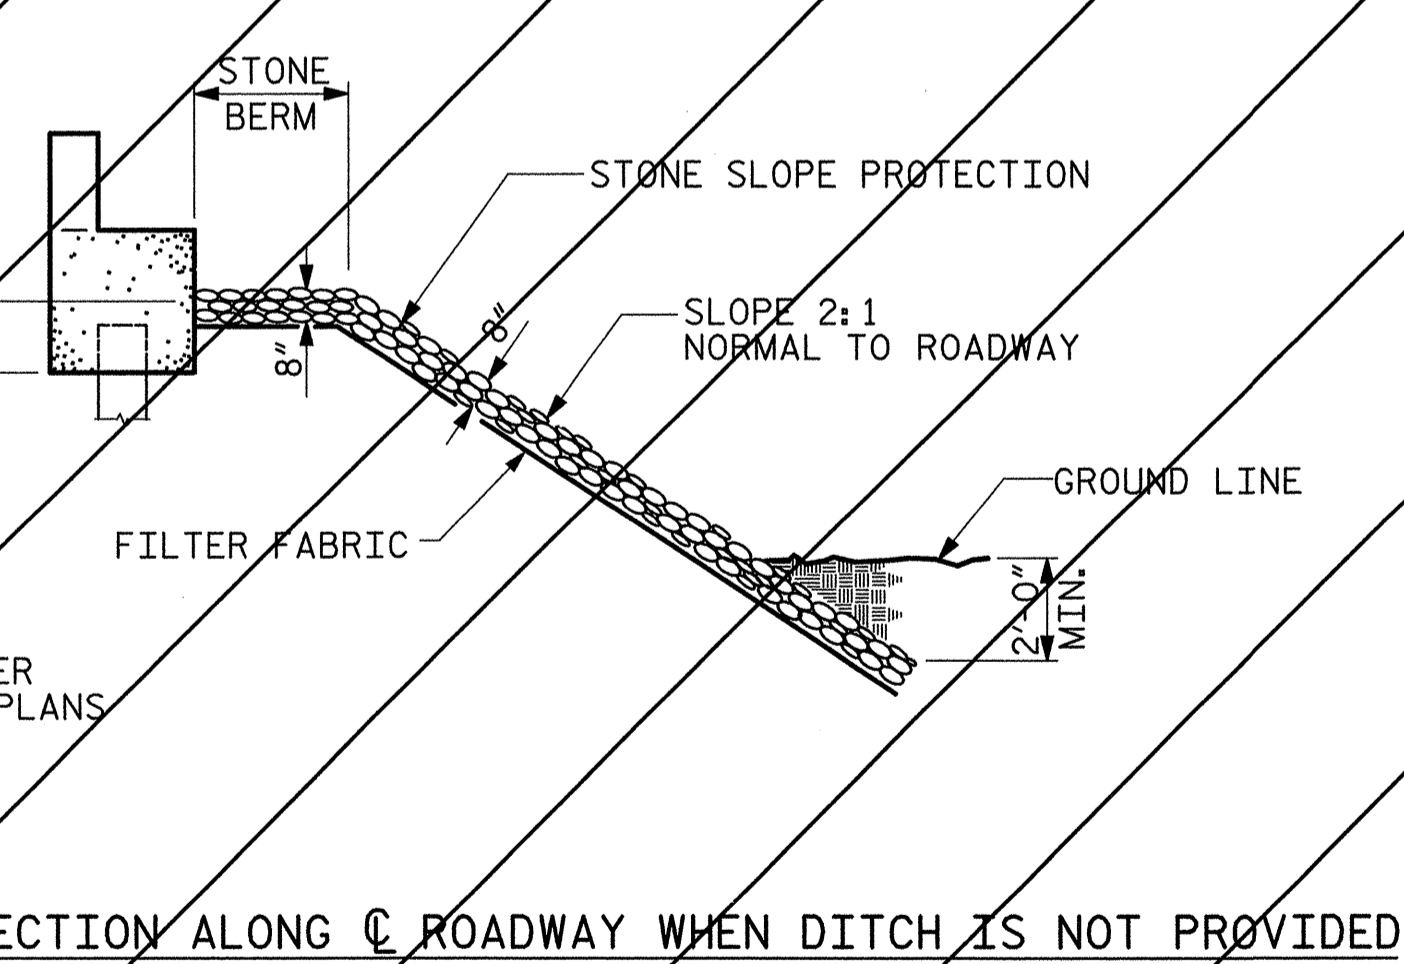 STONE
BERM
STONE SLOPE PROTECTION
8"
SLOPE 2:1
NORMAL TO ROADWAY
8"
GROUND LINE
FILTER FABRIC
2'-0"
MIN.
ER
PLANS
ECTION ALONG ℄ ROADWAY WHEN DITCH IS NOT PROVIDED